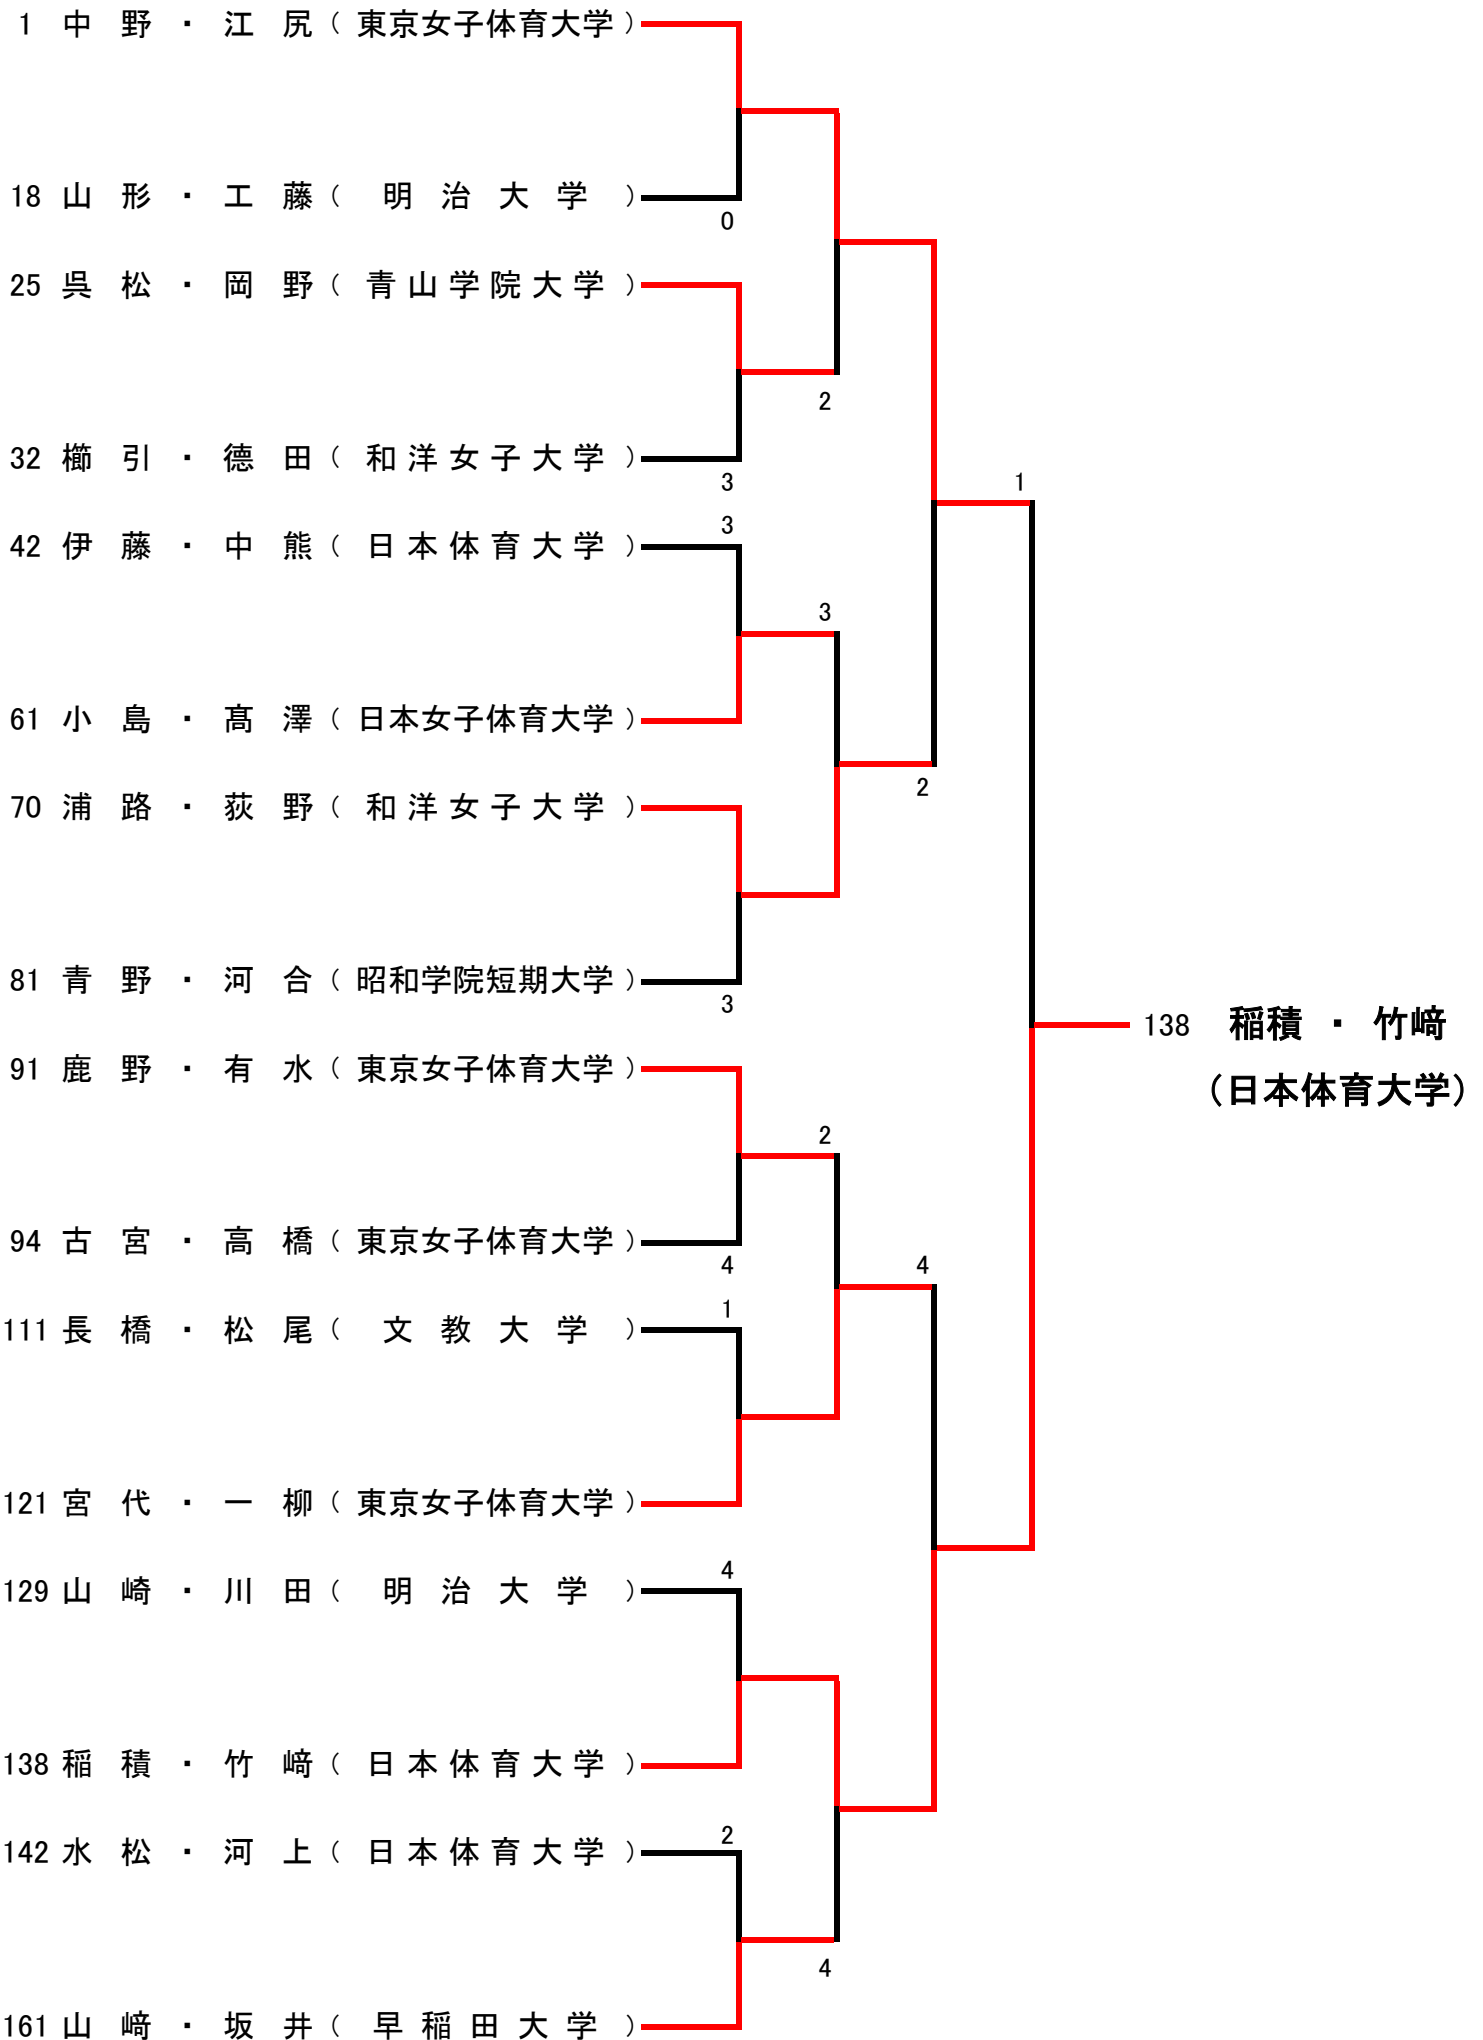 1 中野・江尻（東京女子体育大学）
18 山形・工藤（明治大学）
0
25 呉松・岡野（青山学院大学）
2
32 櫛引・德田（和洋女子大学）
3
1
3
42 伊藤・中熊（日本体育大学）
3
61 小島・髙澤（日本女子体育大学）
2
70 浦路・荻野（和洋女子大学）
81 青野・河合（昭和学院短期大学）
3
138 稲積・竹﨑
（日本体育大学）
91 鹿野・有水（東京女子体育大学）
2
94 古宮・高橋（東京女子体育大学）
4
4
1
111 長橋・松尾（文教大学）
121 宮代・一柳（東京女子体育大学）
4
129 山崎・川田（明治大学）
138 稲積・竹﨑（日本体育大学）
2
142 水松・河上（日本体育大学）
4
161 山﨑・坂井（早稲田大学）